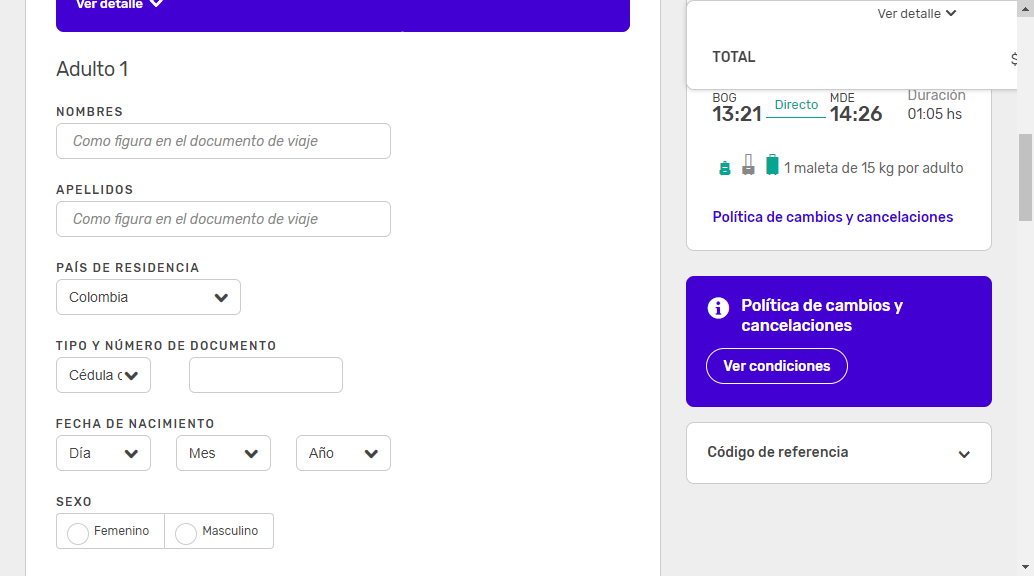 Ver detalle
Adulto 1
NOMBRES
Como figura en el documento de viaje
APELLIDOS
Como figura en el documento de viaje
PAÍS DE RESIDENCIA
Colombia
TIPO Y NÚMERO DE DOCUMENTO
Cédula c
FECHA DE NACIMIENTO
Día Mes Año
SEXO
Femenino Masculino
Ver detalle
TOTAL $
BOG Directo MDE Duración
13:21 14:26 01:05 hs
1 maleta de 15 kg por adulto
Política de cambios y cancelaciones
Política de cambios y
cancelaciones
Ver condiciones
Código de referencia